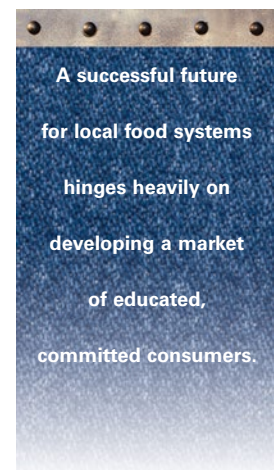 A successful future
for local food systems
hinges heavily on
developing a market
of educated,
committed consumers.